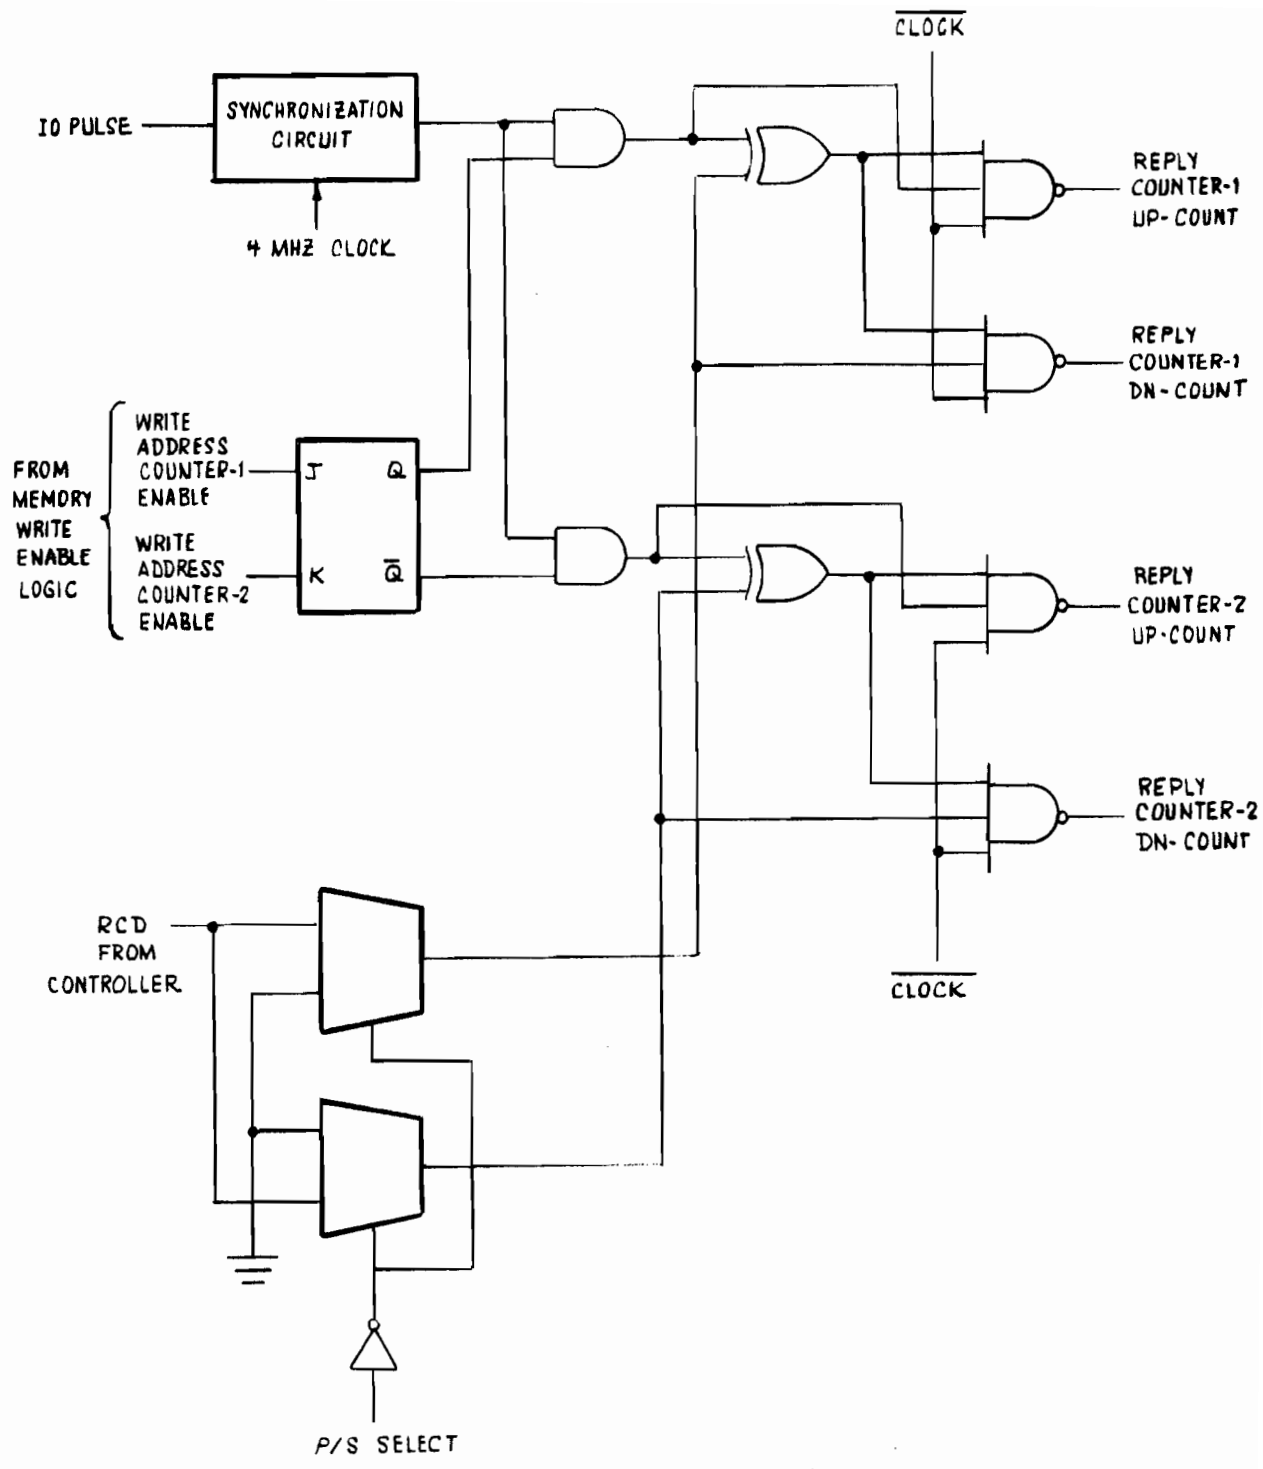 CLOCK
IO PULSE
SYNCHRONIZATION
CIRCUIT
4 MHZ CLOCK
REPLY
COUNTER-1
UP-COUNT
REPLY
COUNTER-1
DN-COUNT
FROM
MEMORY
WRITE
ENABLE
LOGIC
WRITE
ADDRESS
COUNTER-1
ENABLE
WRITE
ADDRESS
COUNTER-2
ENABLE
J Q
K Q̅
REPLY
COUNTER-2
UP-COUNT
REPLY
COUNTER-2
DN-COUNT
RCD
FROM
CONTROLLER
CLOCK
P/S SELECT